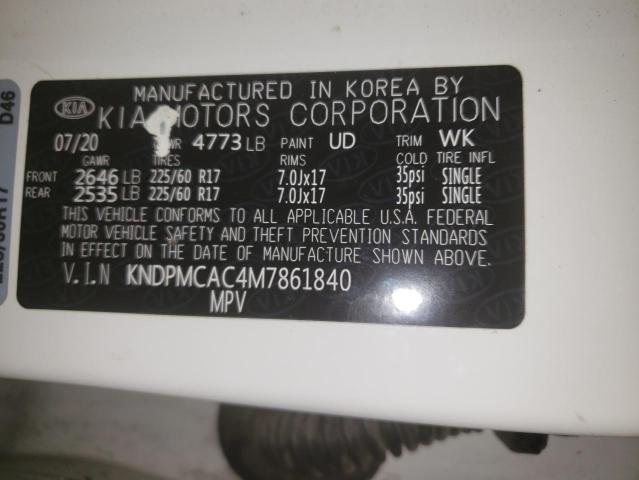 MANUFACTURED IN KOREA BY
KIA KIA MOTORS CORPORATION
07/20 4773 LB PAINT UD TRIM WK
GAWR TIRES RIMS COLD TIRE INFL
FRONT 2646 LB 225/60 R17 7.0Jx17 35psi SINGLE
REAR 2535 LB 225/60 R17 7.0Jx17 35psi SINGLE
THIS VEHICLE CONFORMS TO ALL APPLICABLE U.S.A. FEDERAL
MOTOR VEHICLE SAFETY AND THEFT PREVENTION STANDARDS
IN EFFECT ON THE DATE OF MANUFACTURE SHOWN ABOVE.
V.I.N KNDPMCAC4M7861840
MPV
D46